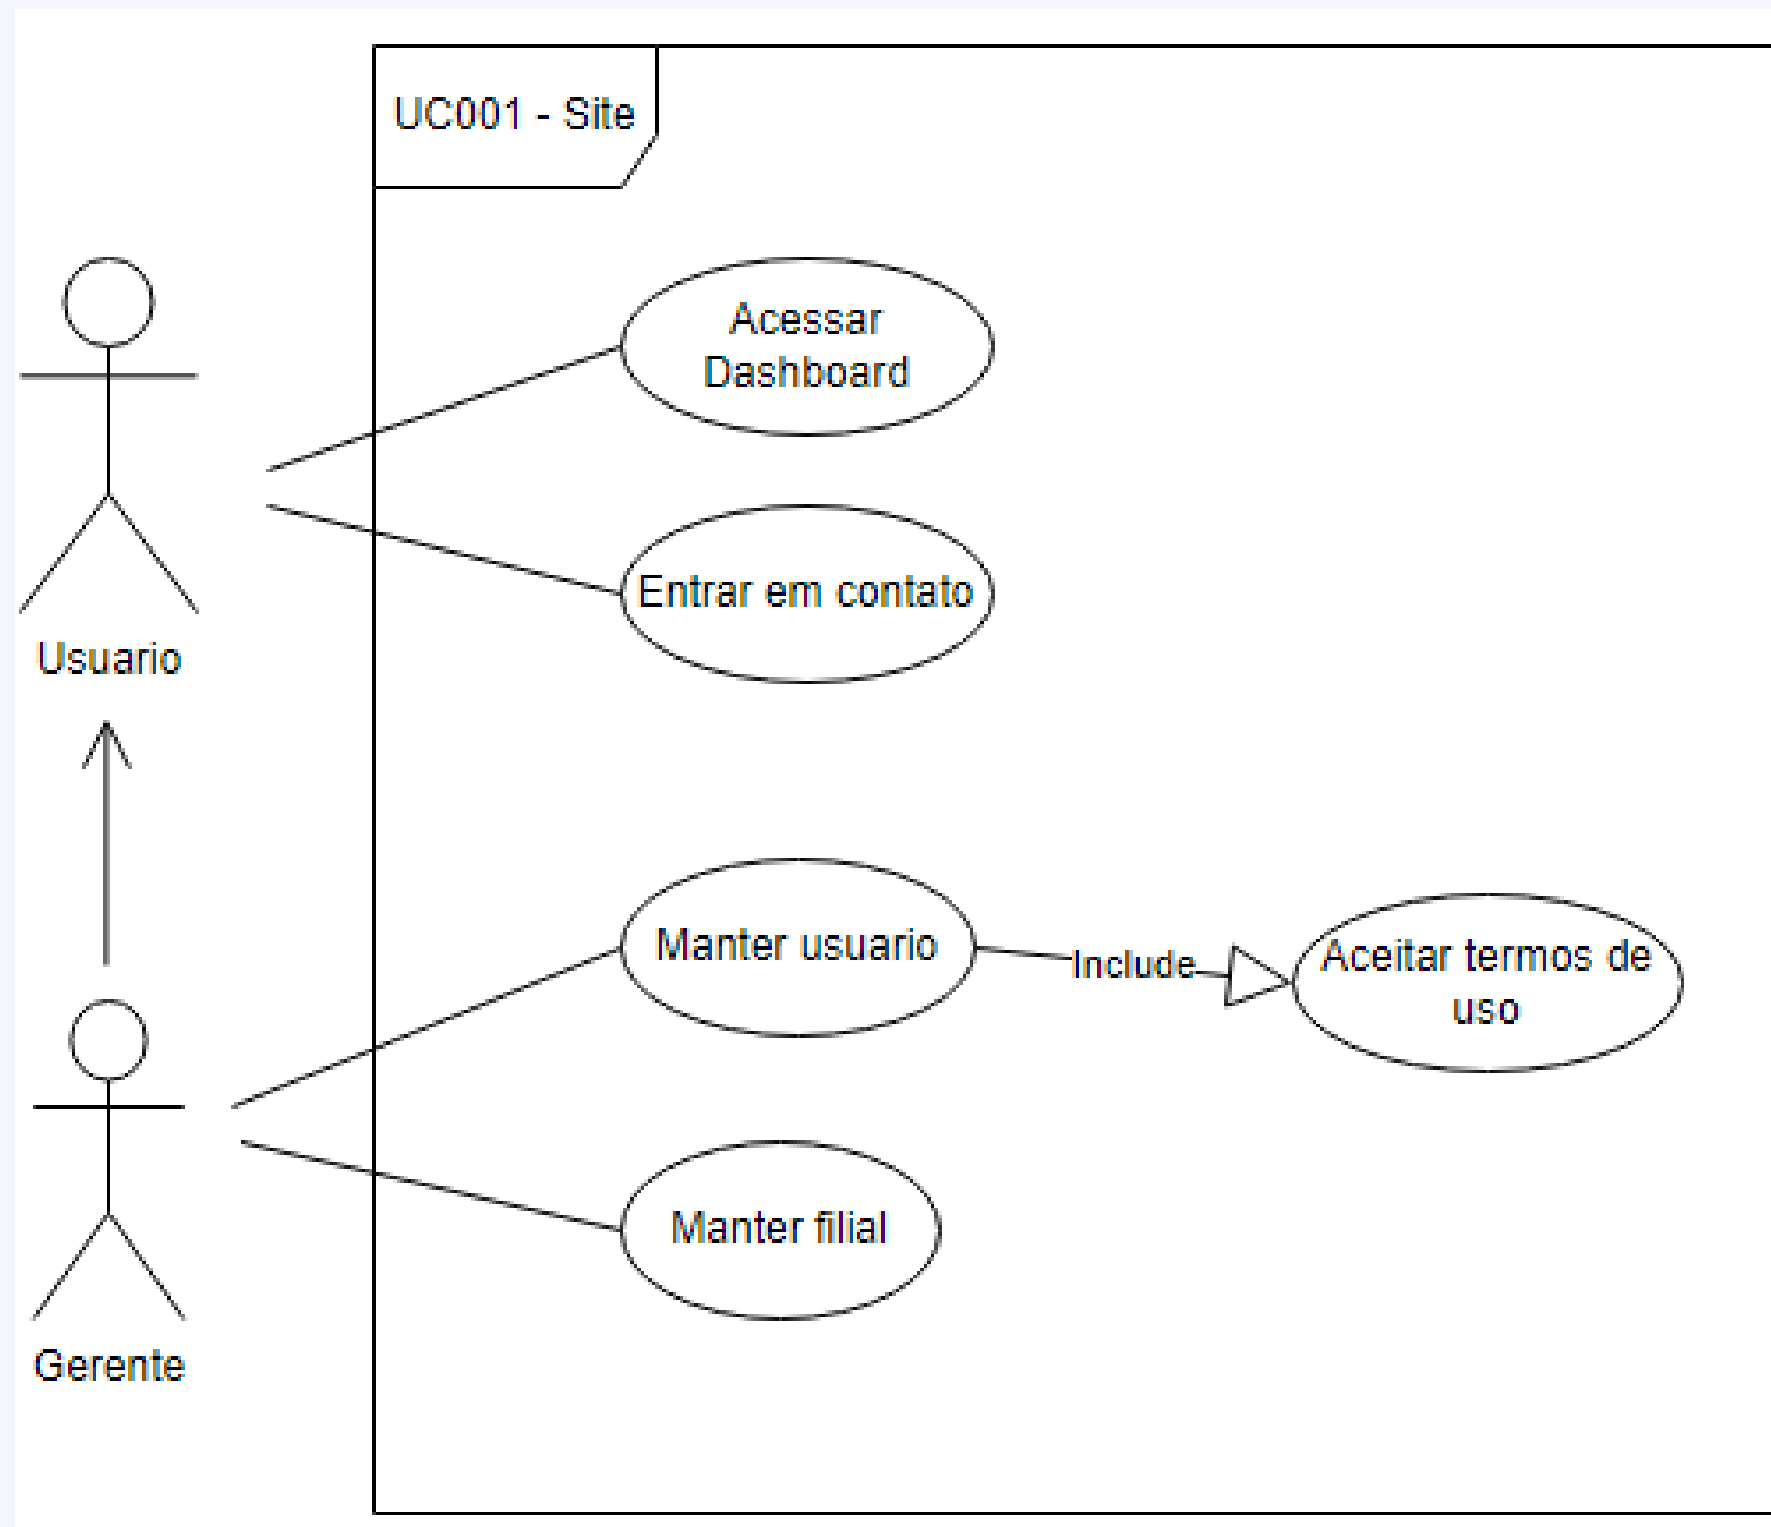 UC001 - Site
Acessar
Dashboard
Entrar em contato
Usuario
Manter usuario
Include
Aceitar termos de
uso
Manter filial
Gerente